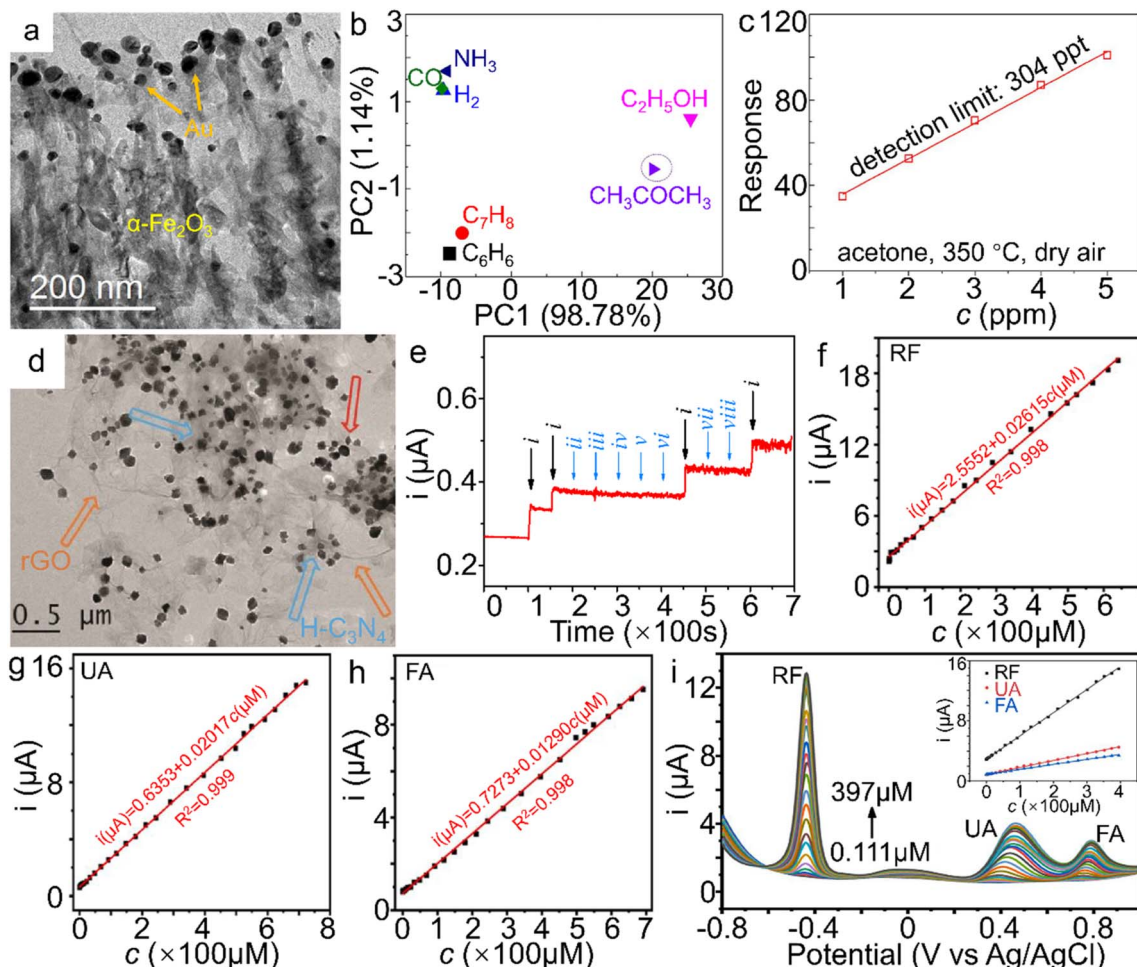 a
Au
α-Fe₂O₃
200 nm
b
3
1
-1
-3
PC2 (1.14%)
NH₃
CO
H₂
C₂H₅OH
CH₃COCH₃
C₇H₈
C₆H₆
-10 0 10 20 30
PC1 (98.78%)
c
120
80
40
0
Response
detection limit: 304 ppt
acetone, 350 °C, dry air
1 2 3 4 5
c (ppm)
d
rGO
H-C₃N₄
0.5 µm
e
0.6
0.4
0.2
i (µA)
i i ii iii iv v vi i vii viii i
0 1 2 3 4 5 6 7
Time (×100s)
f
RF
18
12
6
0
i (µA)
i(µA)=2.5552+0.02615c(µM)
R²=0.998
0 1 2 3 4 5 6
c (×100µM)
g
UA
16
8
0
i (µA)
i(µA)=0.6353+0.02017c(µM)
R²=0.999
0 2 4 6 8
c (×100µM)
h
FA
10
5
0
i (µA)
i(µA)=0.7273+0.01290c(µM)
R²=0.998
0 1 2 3 4 5 6 7
c (×100µM)
i
12
8
4
0
i (µA)
RF
397µM
0.111µM
UA
FA
-0.8 -0.4 0 0.4 0.8
Potential (V vs Ag/AgCl)
16
8
0
i (µA)
RF
UA
FA
0 1 2 3 4
c (×100µM)